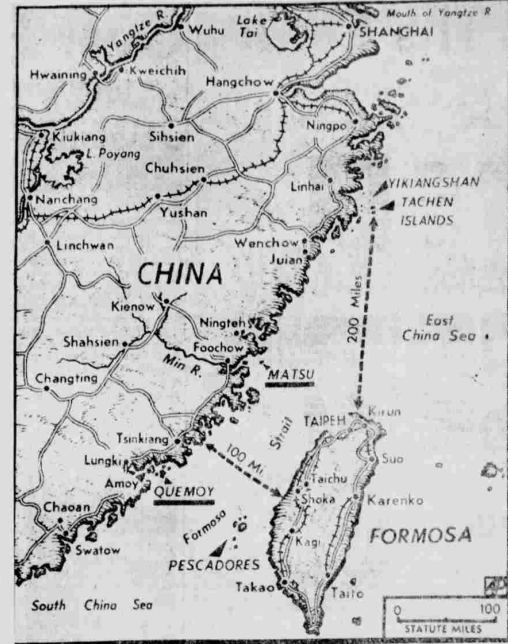 Mouth of Yangtze R.
Lake
Tai
Yangtze R.
Wuhu
SHANGHAI
Hwaining
Kweichih
Hangchow
Kiukiang
Sihsien
Ningpo
L. Poyang
Chuhsien
Linhai
YIKIANGSHAN
Nanchang
Yushan
TACHEN
ISLANDS
Linchwan
Wenchow
Juian
CHINA
200 Miles
Kienow
Ningteh
East
China Sea
Shahsien
Foochow
Min R.
MATSU
Changting
Kirun
TAIPEH
Tsinkiang
100 Mi.
Strait
Suo
Lungki
Taichu
Amoy
QUEMOY
Shoka
Karenko
Chaoan
Formosa
Kagi
FORMOSA
Swatow
PESCADORES
Takao
Taito
South China Sea
0 100
STATUTE MILES